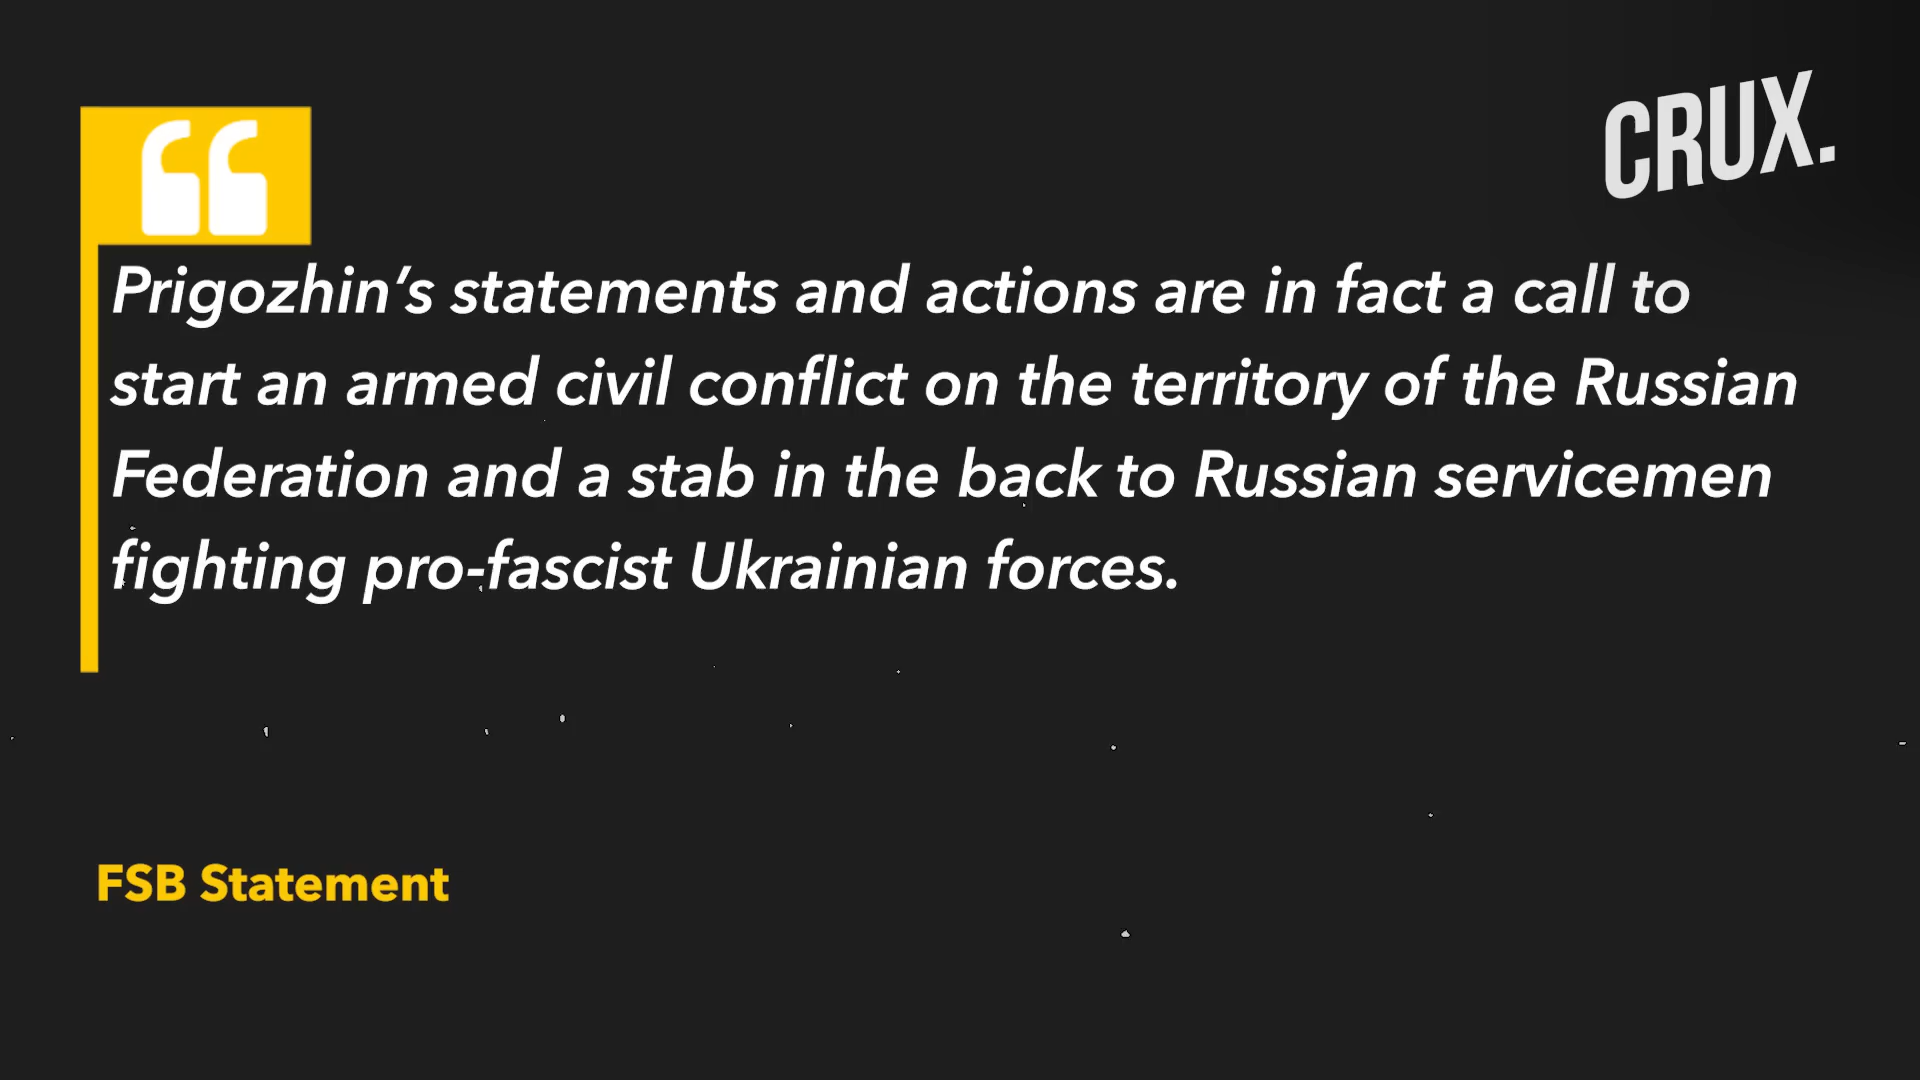 CRUX.
Prigozhin’s statements and actions are in fact a call to
start an armed civil conflict on the territory of the Russian
Federation and a stab in the back to Russian servicemen
fighting pro-fascist Ukrainian forces.
FSB Statement